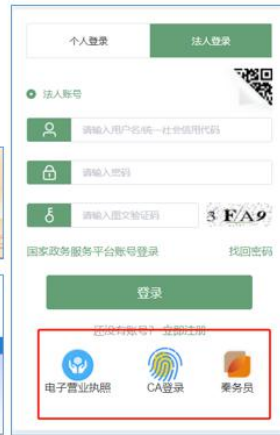 个人登录 法人登录
法人账号
请输入用户名/统一社会信用代码
请输入密码
请输入图文验证码 3 F A 9
国家政务服务平台账号登录 找回密码
登录
还没有账号？ 立即注册
电子营业执照 CA登录 秦务员